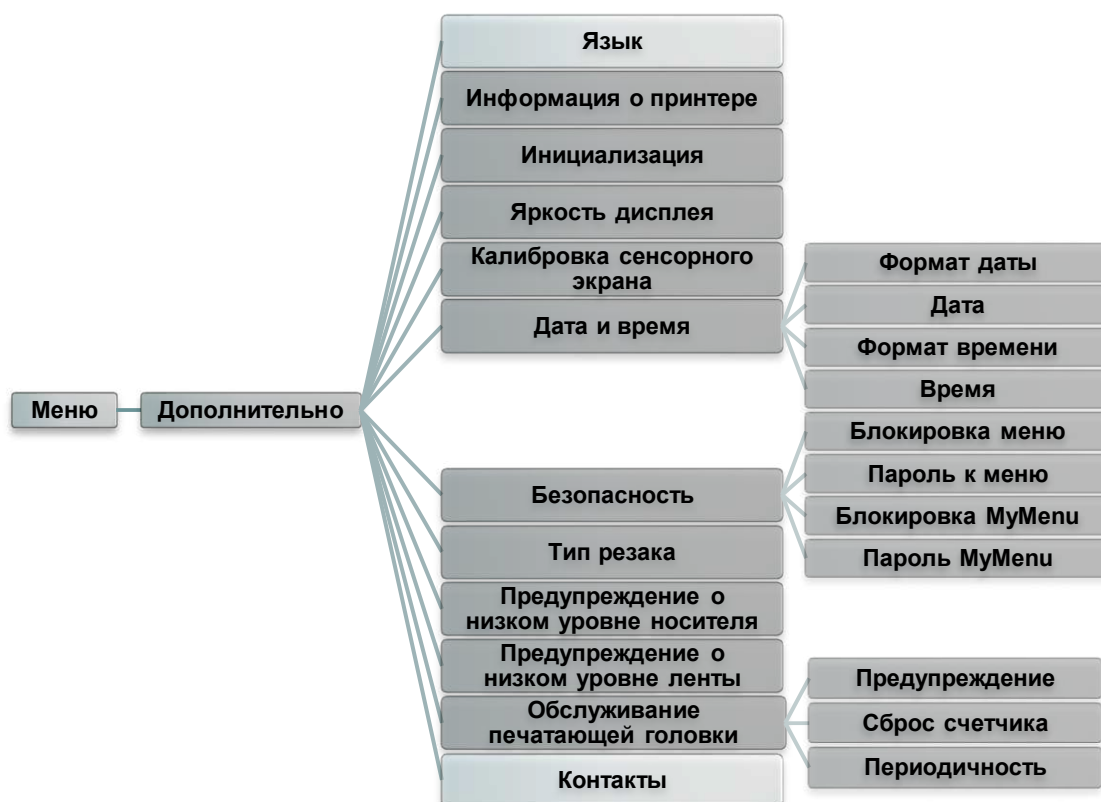 Меню
Дополнительно
Язык
Информация о принтере
Инициализация
Яркость дисплея
Калибровка сенсорного
экрана
Дата и время
Формат даты
Дата
Формат времени
Время
Безопасность
Блокировка меню
Пароль к меню
Блокировка MyMenu
Пароль MyMenu
Тип резака
Предупреждение о
низком уровне носителя
Предупреждение о
низком уровне ленты
Обслуживание
печатающей головки
Предупреждение
Сброс счетчика
Периодичность
Контакты